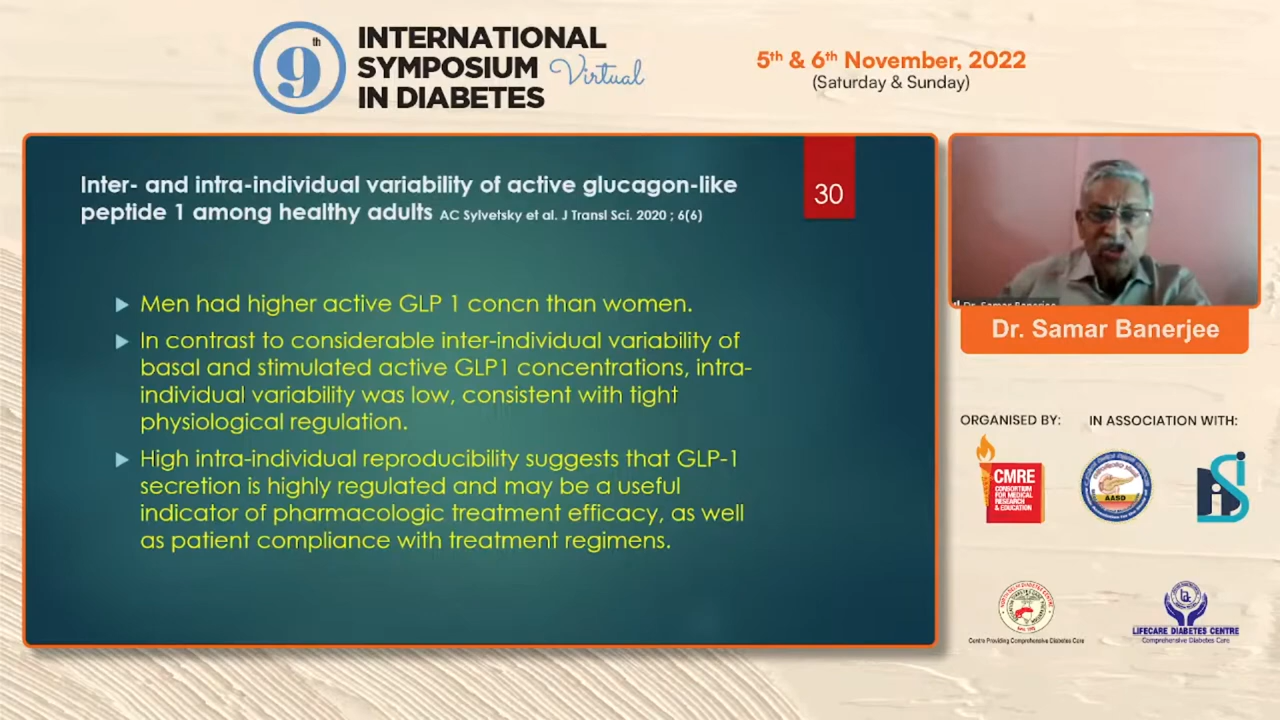 9th
INTERNATIONAL
SYMPOSIUM Virtual
IN DIABETES
5th & 6th November, 2022
(Saturday & Sunday)
Inter- and intra-individual variability of active glucagon-like
peptide 1 among healthy adults AC Sylvetsky et al. J Transl Sci. 2020 ; 6(6)
30
Men had higher active GLP 1 concn than women.
In contrast to considerable inter-individual variability of
basal and stimulated active GLP1 concentrations, intra-
individual variability was low, consistent with tight
physiological regulation.
High intra-individual reproducibility suggests that GLP-1
secretion is highly regulated and may be a useful
indicator of pharmacologic treatment efficacy, as well
as patient compliance with treatment regimens.
Dr. Samar Banerjee
Dr. Samar Banerjee
ORGANISED BY:
IN ASSOCIATION WITH:
CMRE
CONSORTIUM
FOR MEDICAL
RESEARCH
& EDUCATION
AASD
Centre Providing Comprehensive Diabetes Care
LIFECARE DIABETES CENTRE
Comprehensive Diabetes Care